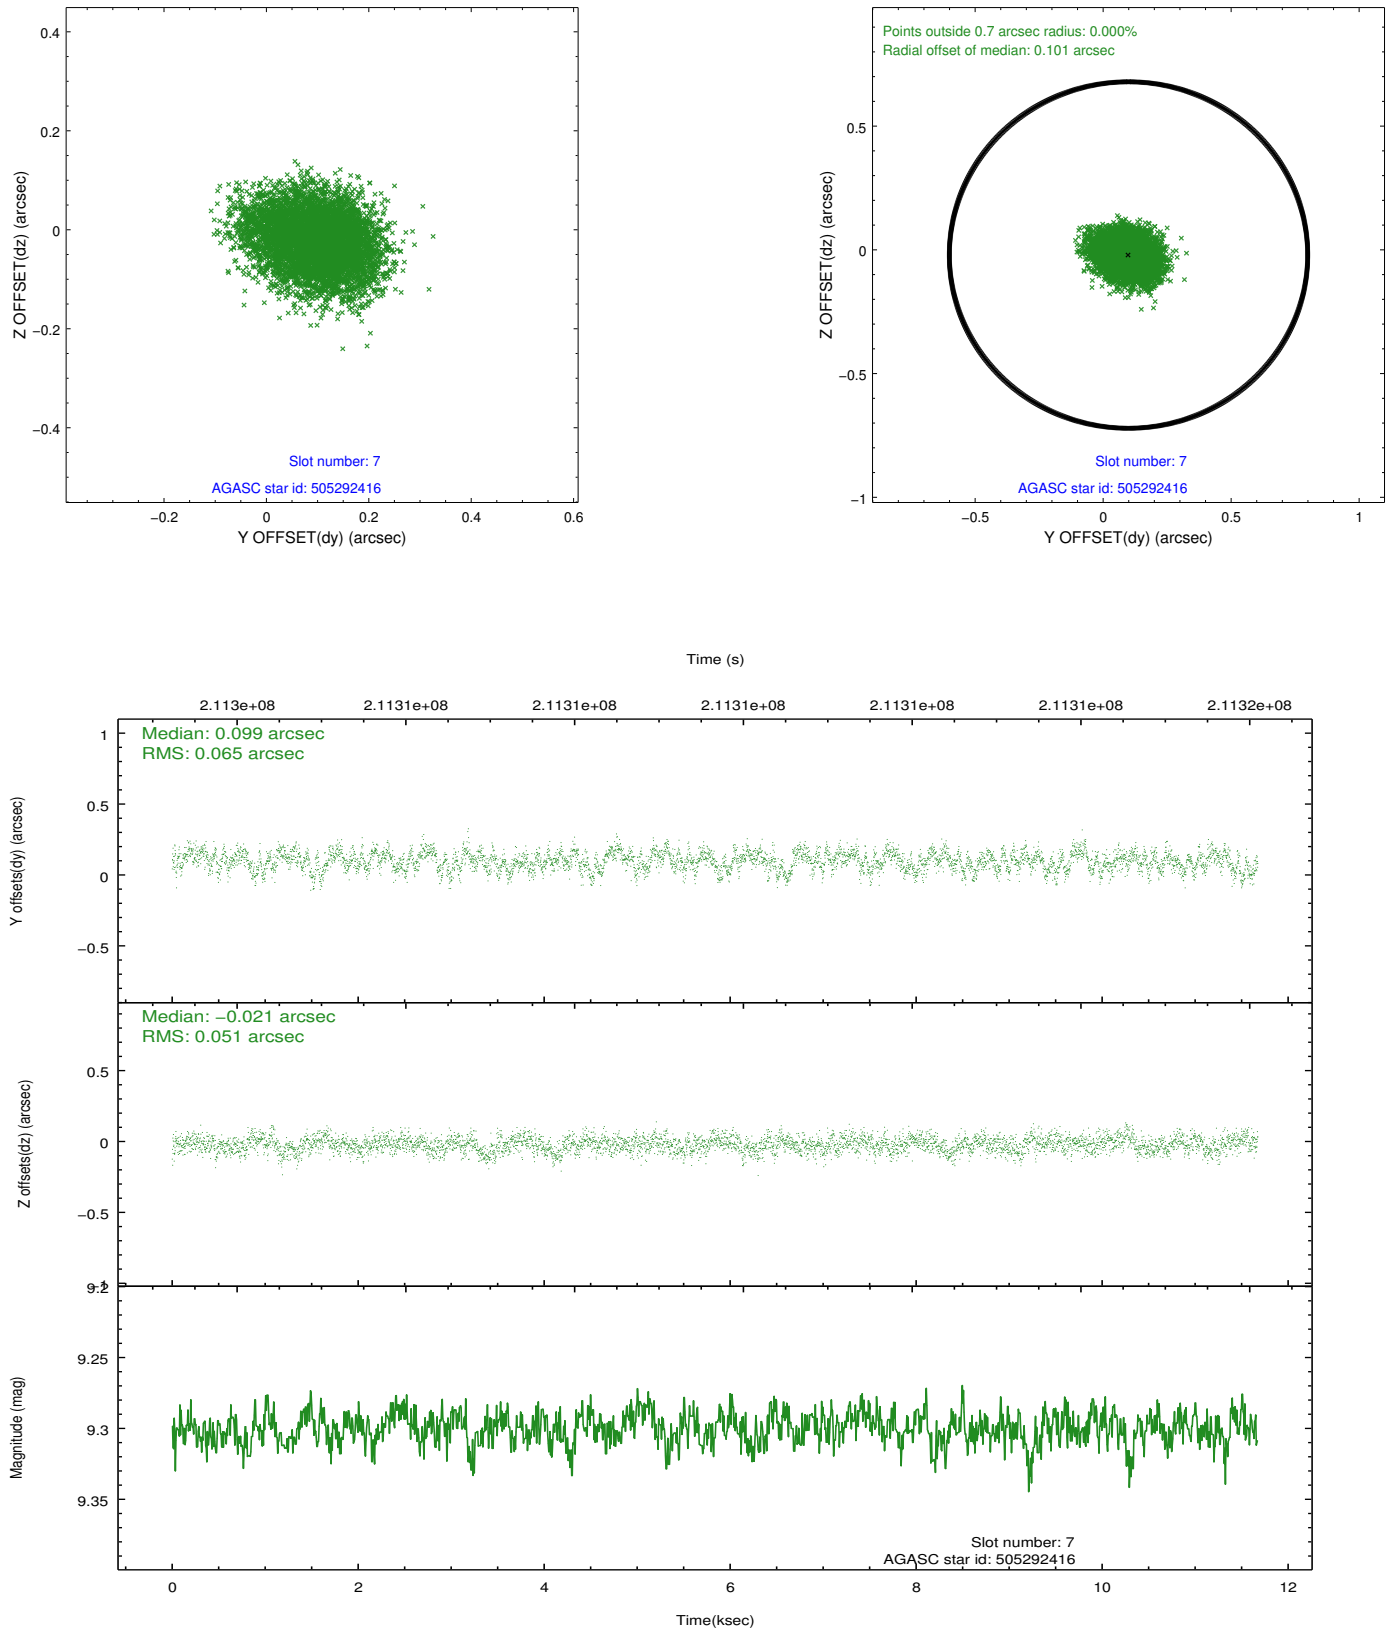 0.4
0.2
0
−0.2
−0.4
Z OFFSET(dz) (arcsec)
Slot number: 7
AGASC star id: 505292416
−0.2 0 0.2 0.4 0.6
Y OFFSET(dy) (arcsec)
Points outside 0.7 arcsec radius: 0.000%
Radial offset of median: 0.101 arcsec
0.5
0
−0.5
−1
Z OFFSET(dz) (arcsec)
Slot number: 7
AGASC star id: 505292416
−0.5 0 0.5 1
Y OFFSET(dy) (arcsec)
Time (s)
2.113e+08 2.1131e+08 2.1131e+08 2.1131e+08 2.1131e+08 2.1131e+08 2.1132e+08
Median: 0.099 arcsec
RMS: 0.065 arcsec
1
0.5
0
−0.5
Y offsets(dy) (arcsec)
Median: −0.021 arcsec
RMS: 0.051 arcsec
0.5
0
−0.5
−1
Z offsets(dz) (arcsec)
9.2
9.25
9.3
9.35
Magnitude (mag)
Slot number: 7
AGASC star id: 505292416
0 2 4 6 8 10 12
Time(ksec)